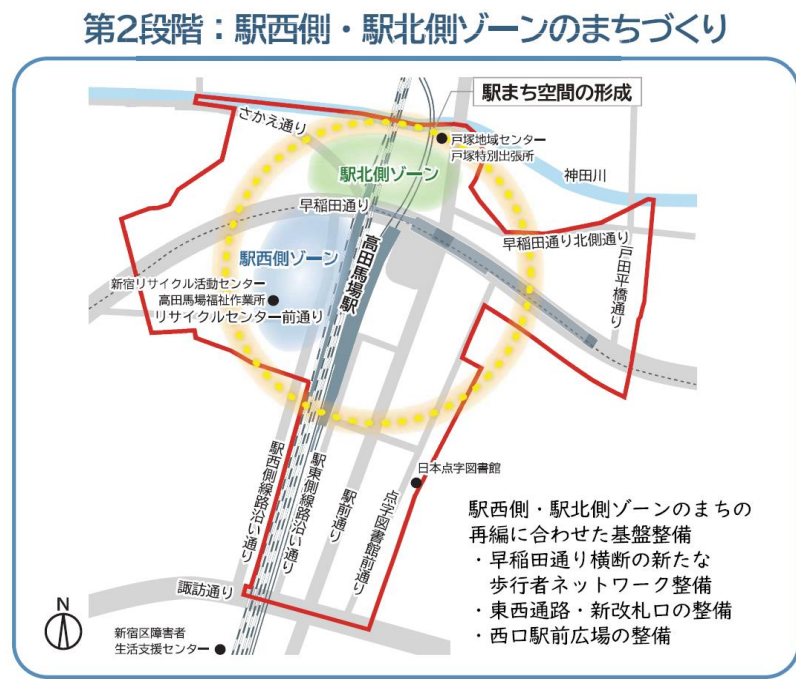 第2段階：駅西側・駅北側ゾーンのまちづくり
駅まち空間の形成
さかえ通り
戸塚地域センター
戸塚特別出張所
駅北側ゾーン
神田川
早稲田通り
早稲田通り北側通り
戸田平橋通り
高田馬場駅
駅西側ゾーン
新宿リサイクル活動センター
高田馬場福祉作業所
リサイクルセンター前通り
日本点字図書館
駅西側線路沿い通り
駅東側線路沿い通り
駅前通り
点字図書館前通り
諏訪通り
N
新宿区障害者
生活支援センター
駅西側・駅北側ゾーンのまちの
再編に合わせた基盤整備
・早稲田通り横断の新たな
歩行者ネットワーク整備
・東西通路・新改札口の整備
・西口駅前広場の整備